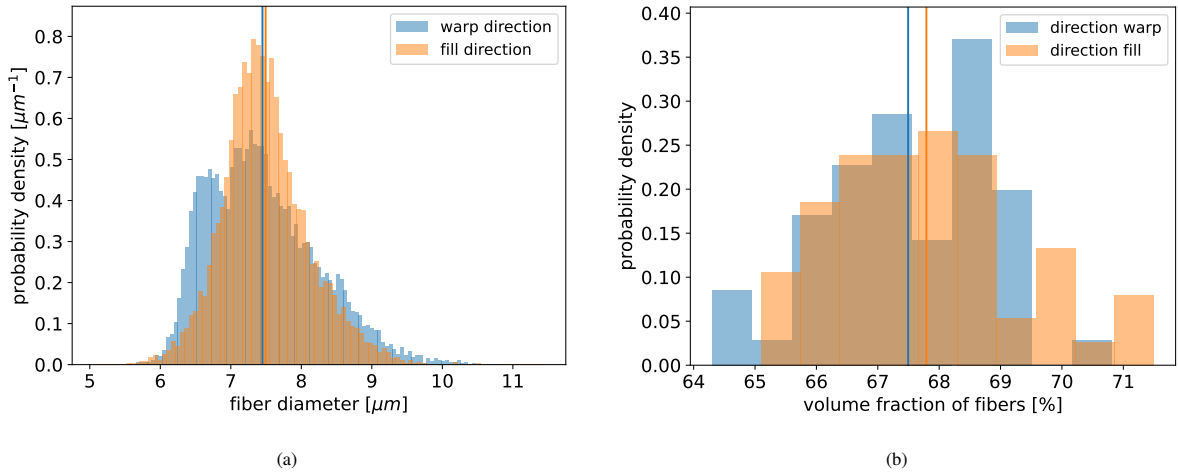 warp direction
fill direction
probability density [μm⁻¹]
0.8
0.7
0.6
0.5
0.4
0.3
0.2
0.1
0.0
5 6 7 8 9 10 11
fiber diameter [μm]
(a)
direction warp
direction fill
probability density
0.40
0.35
0.30
0.25
0.20
0.15
0.10
0.05
0.00
64 65 66 67 68 69 70 71
volume fraction of fibers [%]
(b)